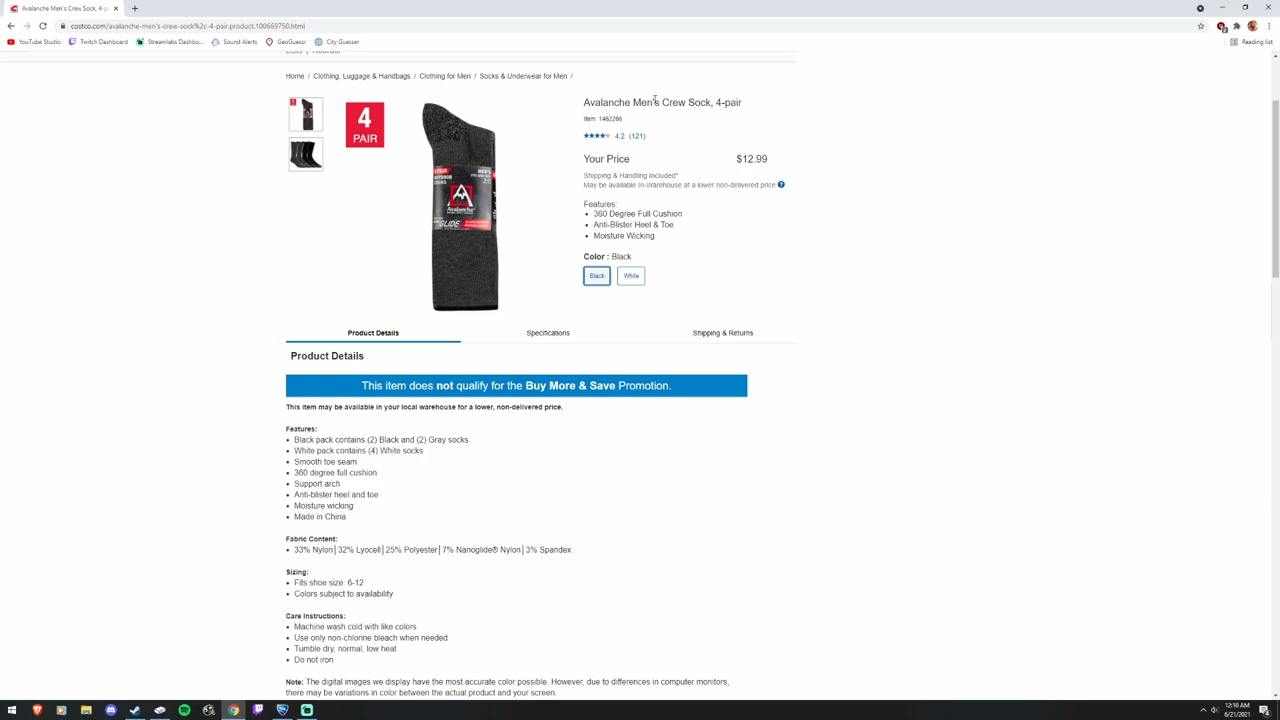 Avalanche Men's Crew Sock, 4-p
costco.com/avalanche-men's-crew-sock%2c-4-pair.product.100669750.html
YouTube Studio
Twitch Dashboard
Streamlabs Dashbo...
Sound Alerts
GeoGuessr
City Guesser
Reading list
Home / Clothing, Luggage & Handbags / Clothing for Men / Socks & Underwear for Men /
4
PAIR
Avalanche
GLIDE
Avalanche Men's Crew Sock, 4-pair
Item 1462266
4.2 (121)
Your Price $12.99
Shipping & Handling Included*
May be available in-Warehouse at a lower non-delivered price ?
Features:
• 360 Degree Full Cushion
• Anti-Blister Heel & Toe
• Moisture Wicking
Color : Black
Black White
Product Details Specifications Shipping & Returns
Product Details
This item does not qualify for the Buy More & Save Promotion.
This item may be available in your local warehouse for a lower, non-delivered price.
Features:
• Black pack contains (2) Black and (2) Gray socks
• White pack contains (4) White socks
• Smooth toe seam
• 360 degree full cushion
• Support arch
• Anti-blister heel and toe
• Moisture wicking
• Made in China
Fabric Content:
• 33% Nylon│32% Lyocell│25% Polyester│7% Nanoglide® Nylon│3% Spandex
Sizing:
• Fits shoe size: 6-12
• Colors subject to availability
Care Instructions:
• Machine wash cold with like colors
• Use only non-chlorine bleach when needed
• Tumble dry, normal, low heat
• Do not iron
Note: The digital images we display have the most accurate color possible. However, due to differences in computer monitors,
there may be variations in color between the actual product and your screen.
12:10 AM
6/21/2021